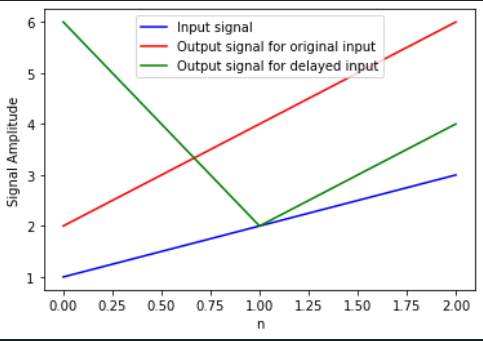 Input signal
Output signal for original input
Output signal for delayed input
Signal Amplitude
6
5
4
3
2
1
0.00 0.25 0.50 0.75 1.00 1.25 1.50 1.75 2.00
n